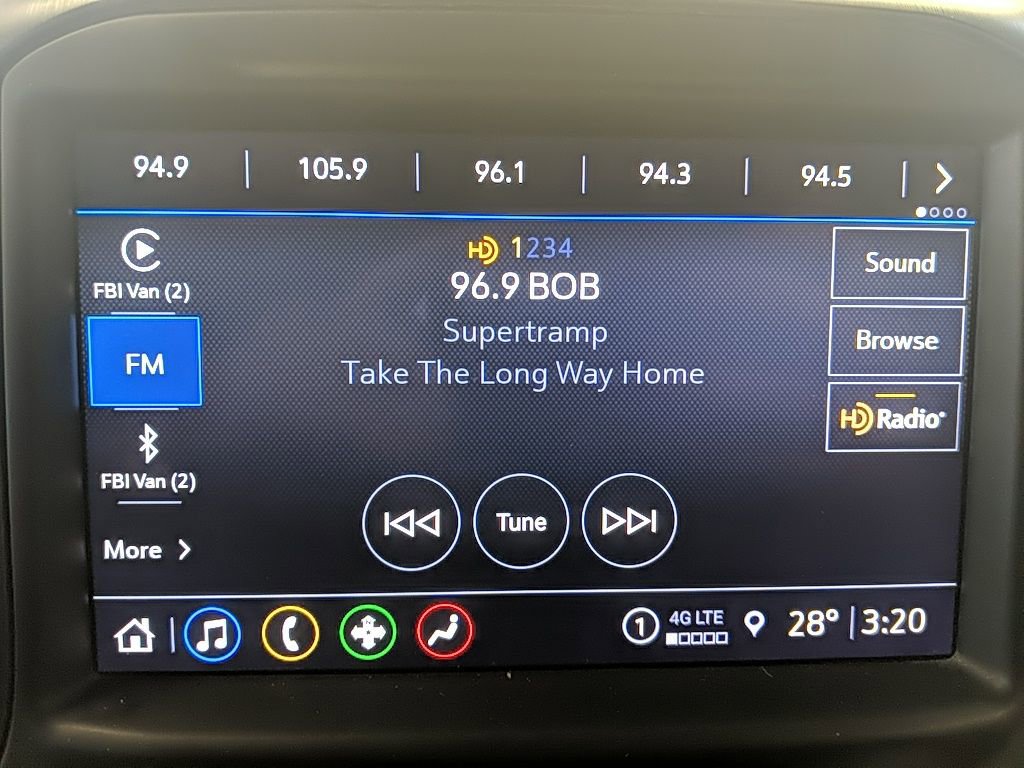 94.9 105.9 96.1 94.3 94.5
HD 1234
96.9 BOB
Supertramp
Take The Long Way Home
FBI Van (2)
FM
FBI Van (2)
More
Sound
Browse
HD Radio
Tune
1 4G LTE 28° 3:20